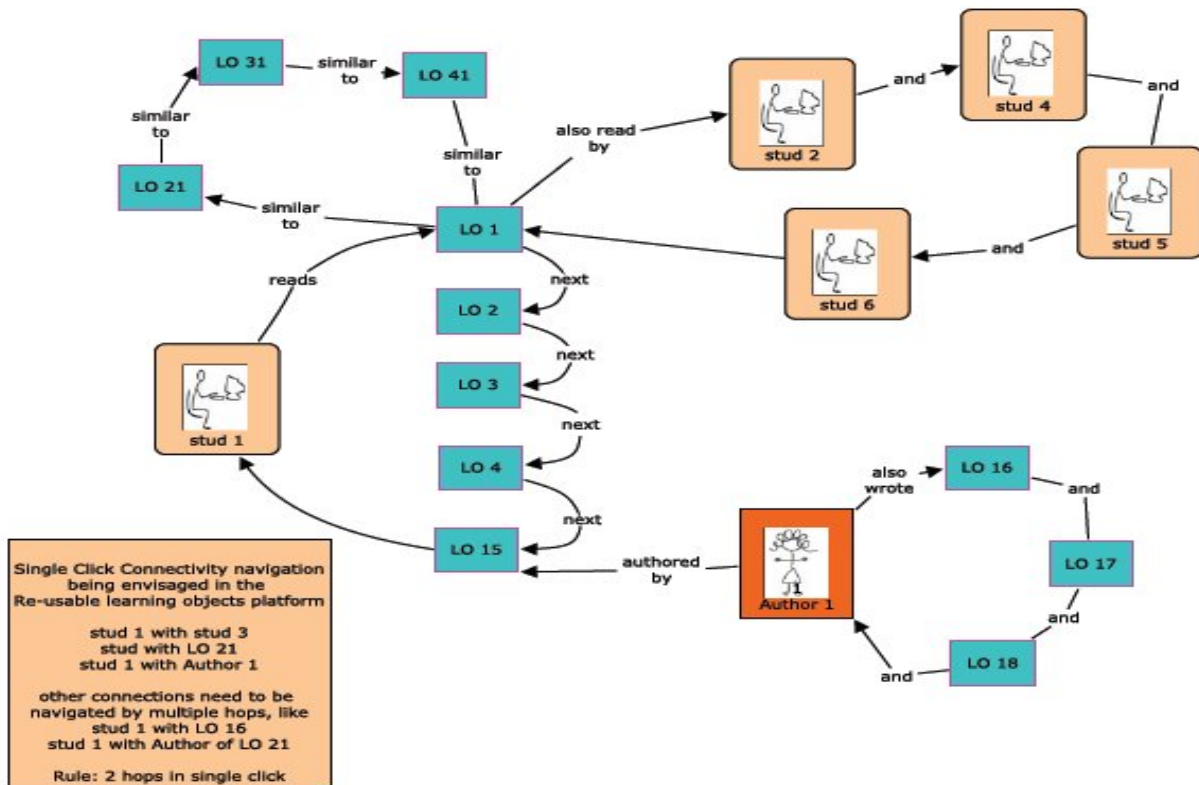 LO 31
similar
to
LO 41
similar
to
LO 21
similar
to
similar
to
LO 1
also read
by
stud 2
and
stud 4
and
stud 5
and
stud 6
reads
stud 1
next
LO 2
next
LO 3
next
LO 4
next
LO 15
authored
by
1
Author 1
also
wrote
LO 16
and
LO 17
and
LO 18
and
Single Click Connectivity navigation
being envisaged in the
Re-usable learning objects platform
stud 1 with stud 3
stud with LO 21
stud 1 with Author 1
other connections need to be
navigated by multiple hops, like
stud 1 with LO 16
stud 1 with Author of LO 21
Rule: 2 hops in single click